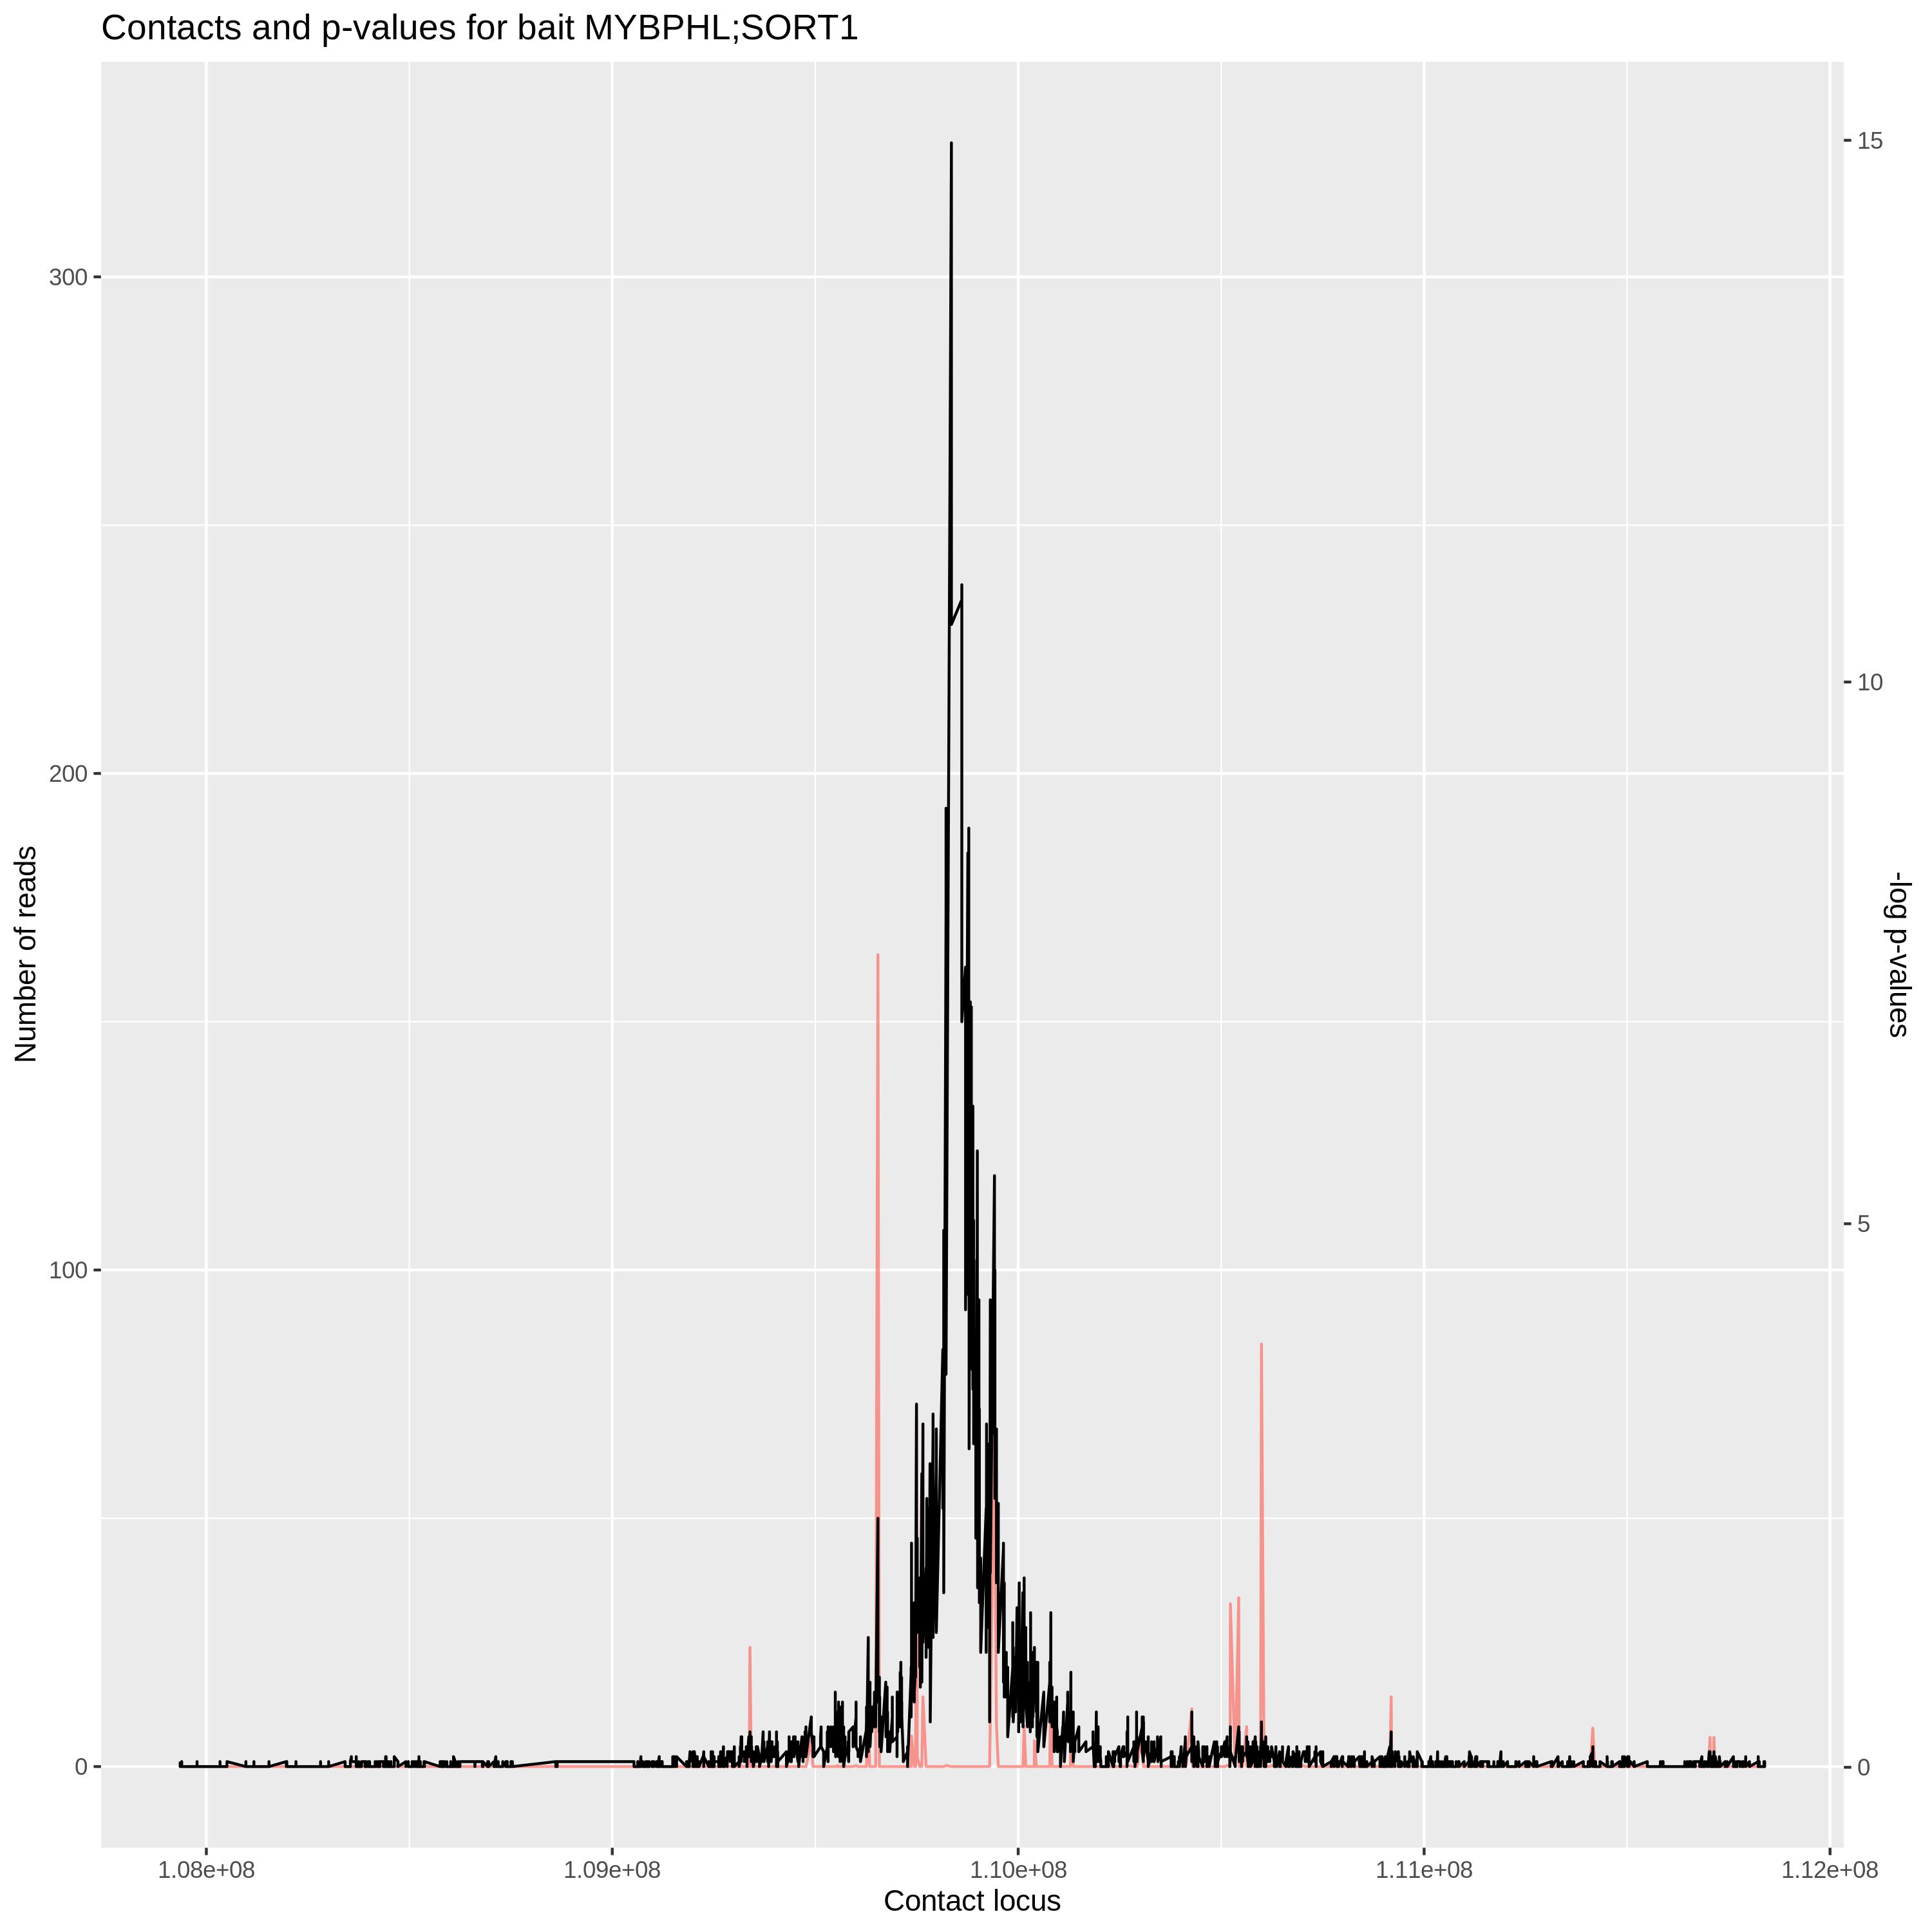 Contacts and p-values for bait MYBPHL;SORT1
Number of reads
300
200
100
0
15
10
5
0
-log p-values
1.08e+08
1.09e+08
1.10e+08
1.11e+08
1.12e+08
Contact locus